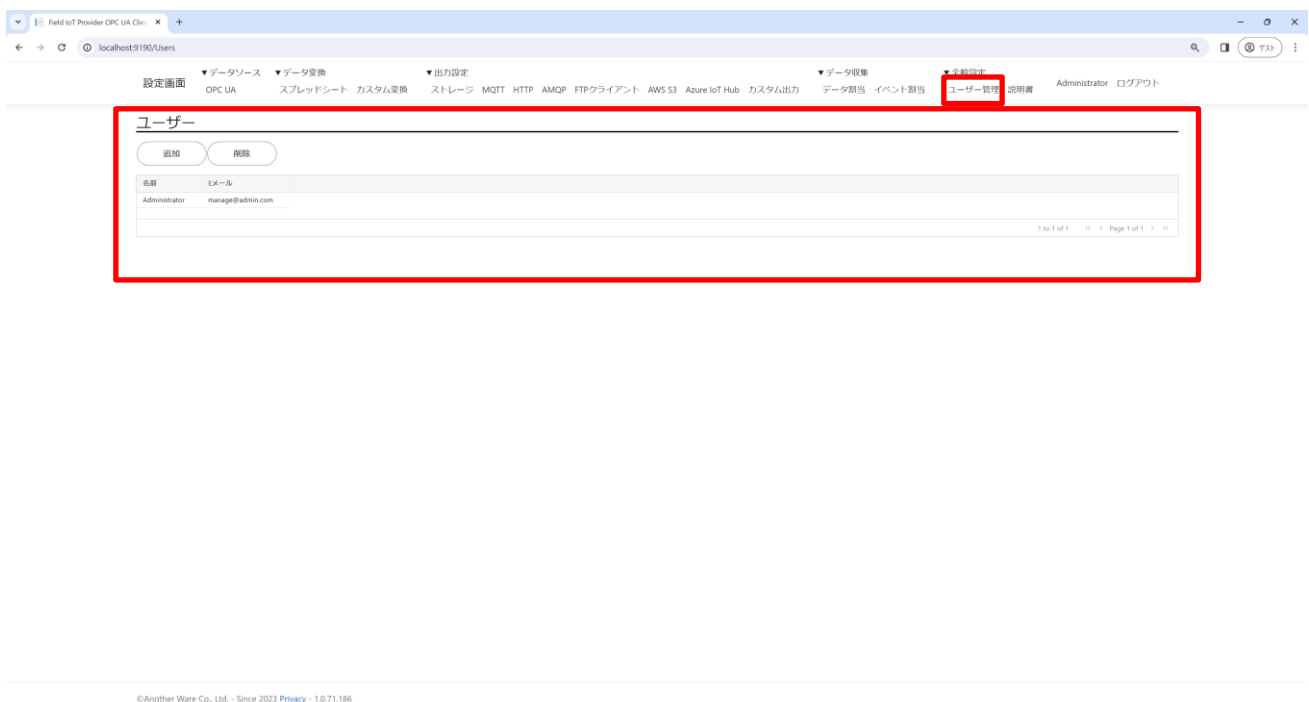 Field IoT Provider OPC UA Clien
localhost:9190/Users
ゲスト
設定画面
▼データソース ▼データ変換 ▼出力設定 ▼データ収集 ▼全般設定
OPC UA スプレッドシート カスタム変換 ストレージ MQTT HTTP AMQP FTPクライアント AWS S3 Azure IoT Hub カスタム出力 データ割当 イベント割当 ユーザー管理 説明書
Administrator ログアウト
ユーザー
追加 削除
名前 Eメール
Administrator manage@admin.com
1 to 1 of 1 Page 1 of 1
©Another Ware Co., Ltd. - Since 2023 Privacy - 1.0.71.186